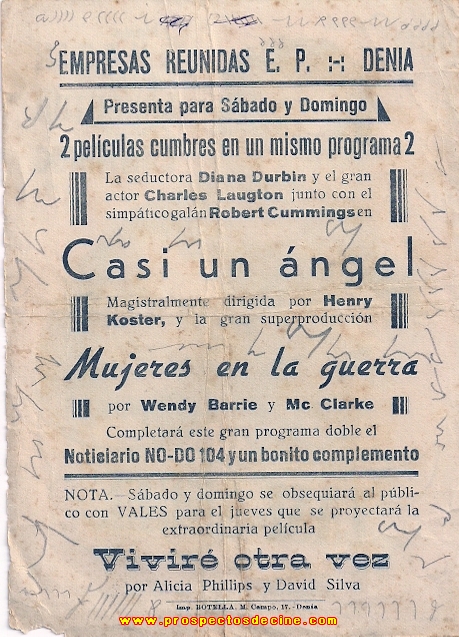 EMPRESAS REUNIDAS E. P. :-: DENIA
Presenta para Sábado y Domingo
2 películas cumbres en un mismo programa 2
La seductora Diana Durbin y el gran
actor Charles Laugton junto con el
simpático galán Robert Cummings en
Casi un ángel
Magistralmente dirigida por Henry
Koster, y la gran superproducción
Mujeres en la guerra
por Wendy Barrie y Mc Clarke
Completará este gran programa doble el
Noticiario NO-DO 104 y un bonito complemento
NOTA.—Sábado y domingo se obsequiará al públi-
co con VALES para el jueves que se proyectará la
extraordinaria película
Viviré otra vez
por Alicia Phillips y David Silva
Imp. BOTELLA, M. Campo, 17.-Denia
www.prospectosdecine.com